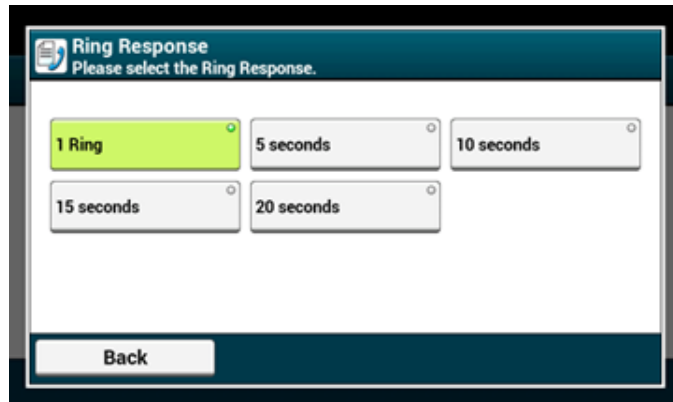 Ring Response
Please select the Ring Response.
1 Ring
5 seconds
10 seconds
15 seconds
20 seconds
Back